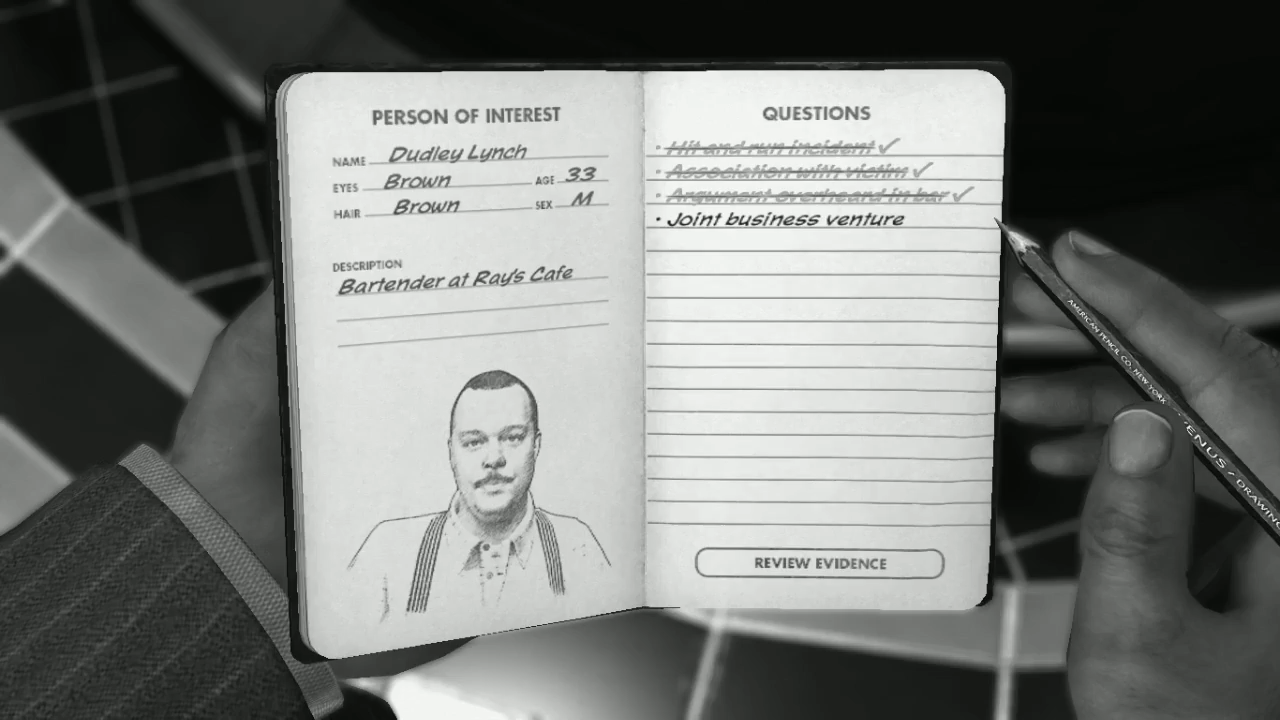 PERSON OF INTEREST
NAME Dudley Lynch
EYES Brown AGE 33
HAIR Brown SEX M
DESCRIPTION
Bartender at Ray's Cafe
QUESTIONS
· Hit and run incident ✓
· Association with victim ✓
· Argument overheard in bar ✓
· Joint business venture
REVIEW EVIDENCE
AMERICAN PENCIL CO. NEW YORK
VENUS / DRAWING